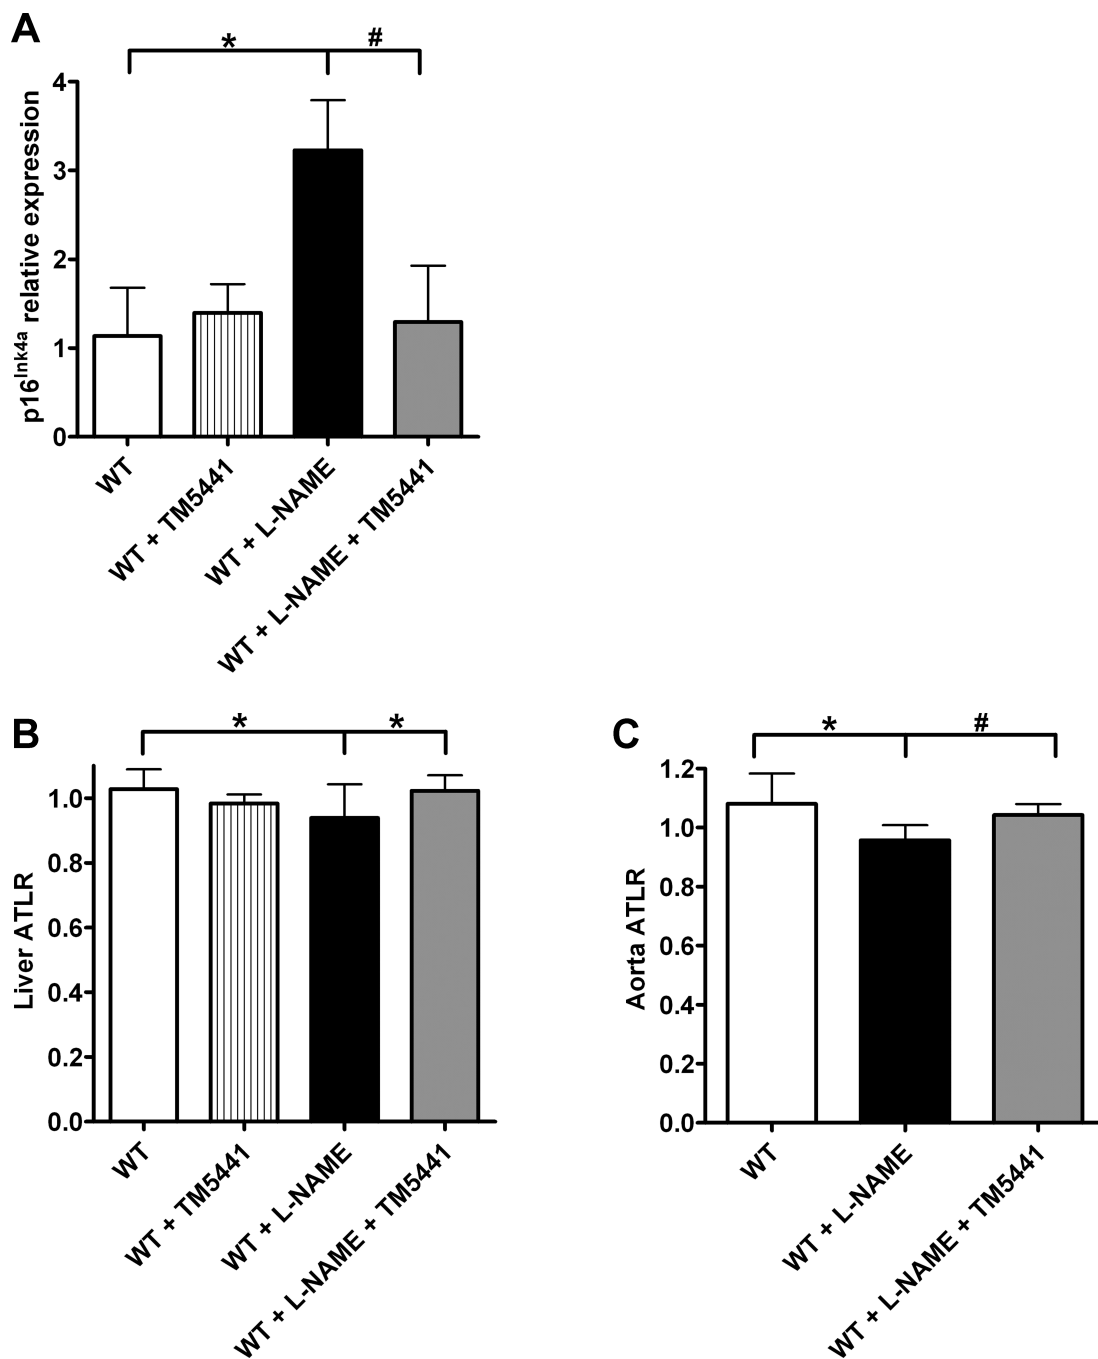 A
* #
p16^Ink4a relative expression
4
3
2
1
0
WT
WT + TM5441
WT + L-NAME
WT + L-NAME + TM5441
B
* *
Liver ATLR
1.0
0.8
0.6
0.4
0.2
0.0
WT
WT + TM5441
WT + L-NAME
WT + L-NAME + TM5441
C
* #
Aorta ATLR
1.2
1.0
0.8
0.6
0.4
0.2
0.0
WT
WT + L-NAME
WT + L-NAME + TM5441